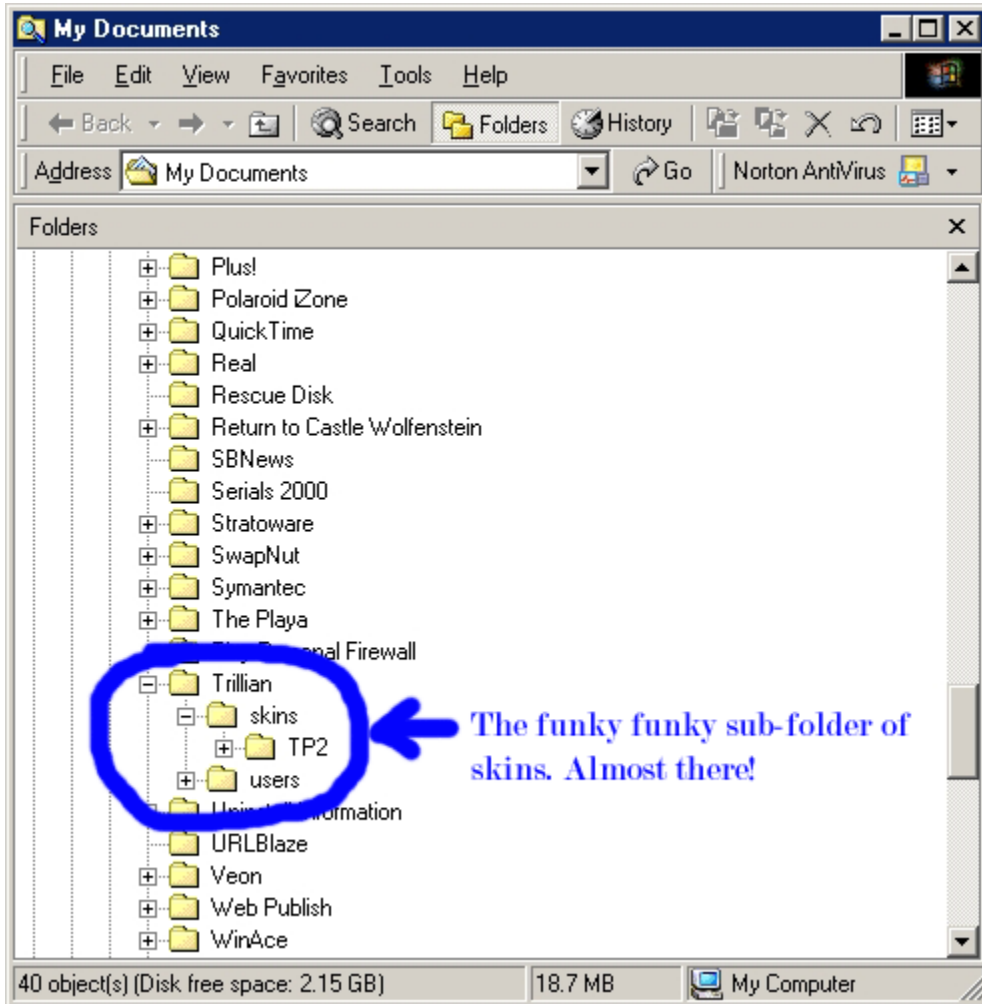 My Documents
File Edit View Favorites Tools Help
Back Search Folders History
Address My Documents Go Norton AntiVirus
Folders
Plus!
Polaroid iZone
QuickTime
Real
Rescue Disk
Return to Castle Wolfenstein
SBNews
Serials 2000
Stratoware
SwapNut
Symantec
The Playa
Firewall
Trillian
skins
The funky funky sub-folder of
TP2
skins. Almost there!
users
URLBlaze
Veon
Web Publish
WinAce
40 object(s) (Disk free space: 2.15 GB) 18.7 MB My Computer